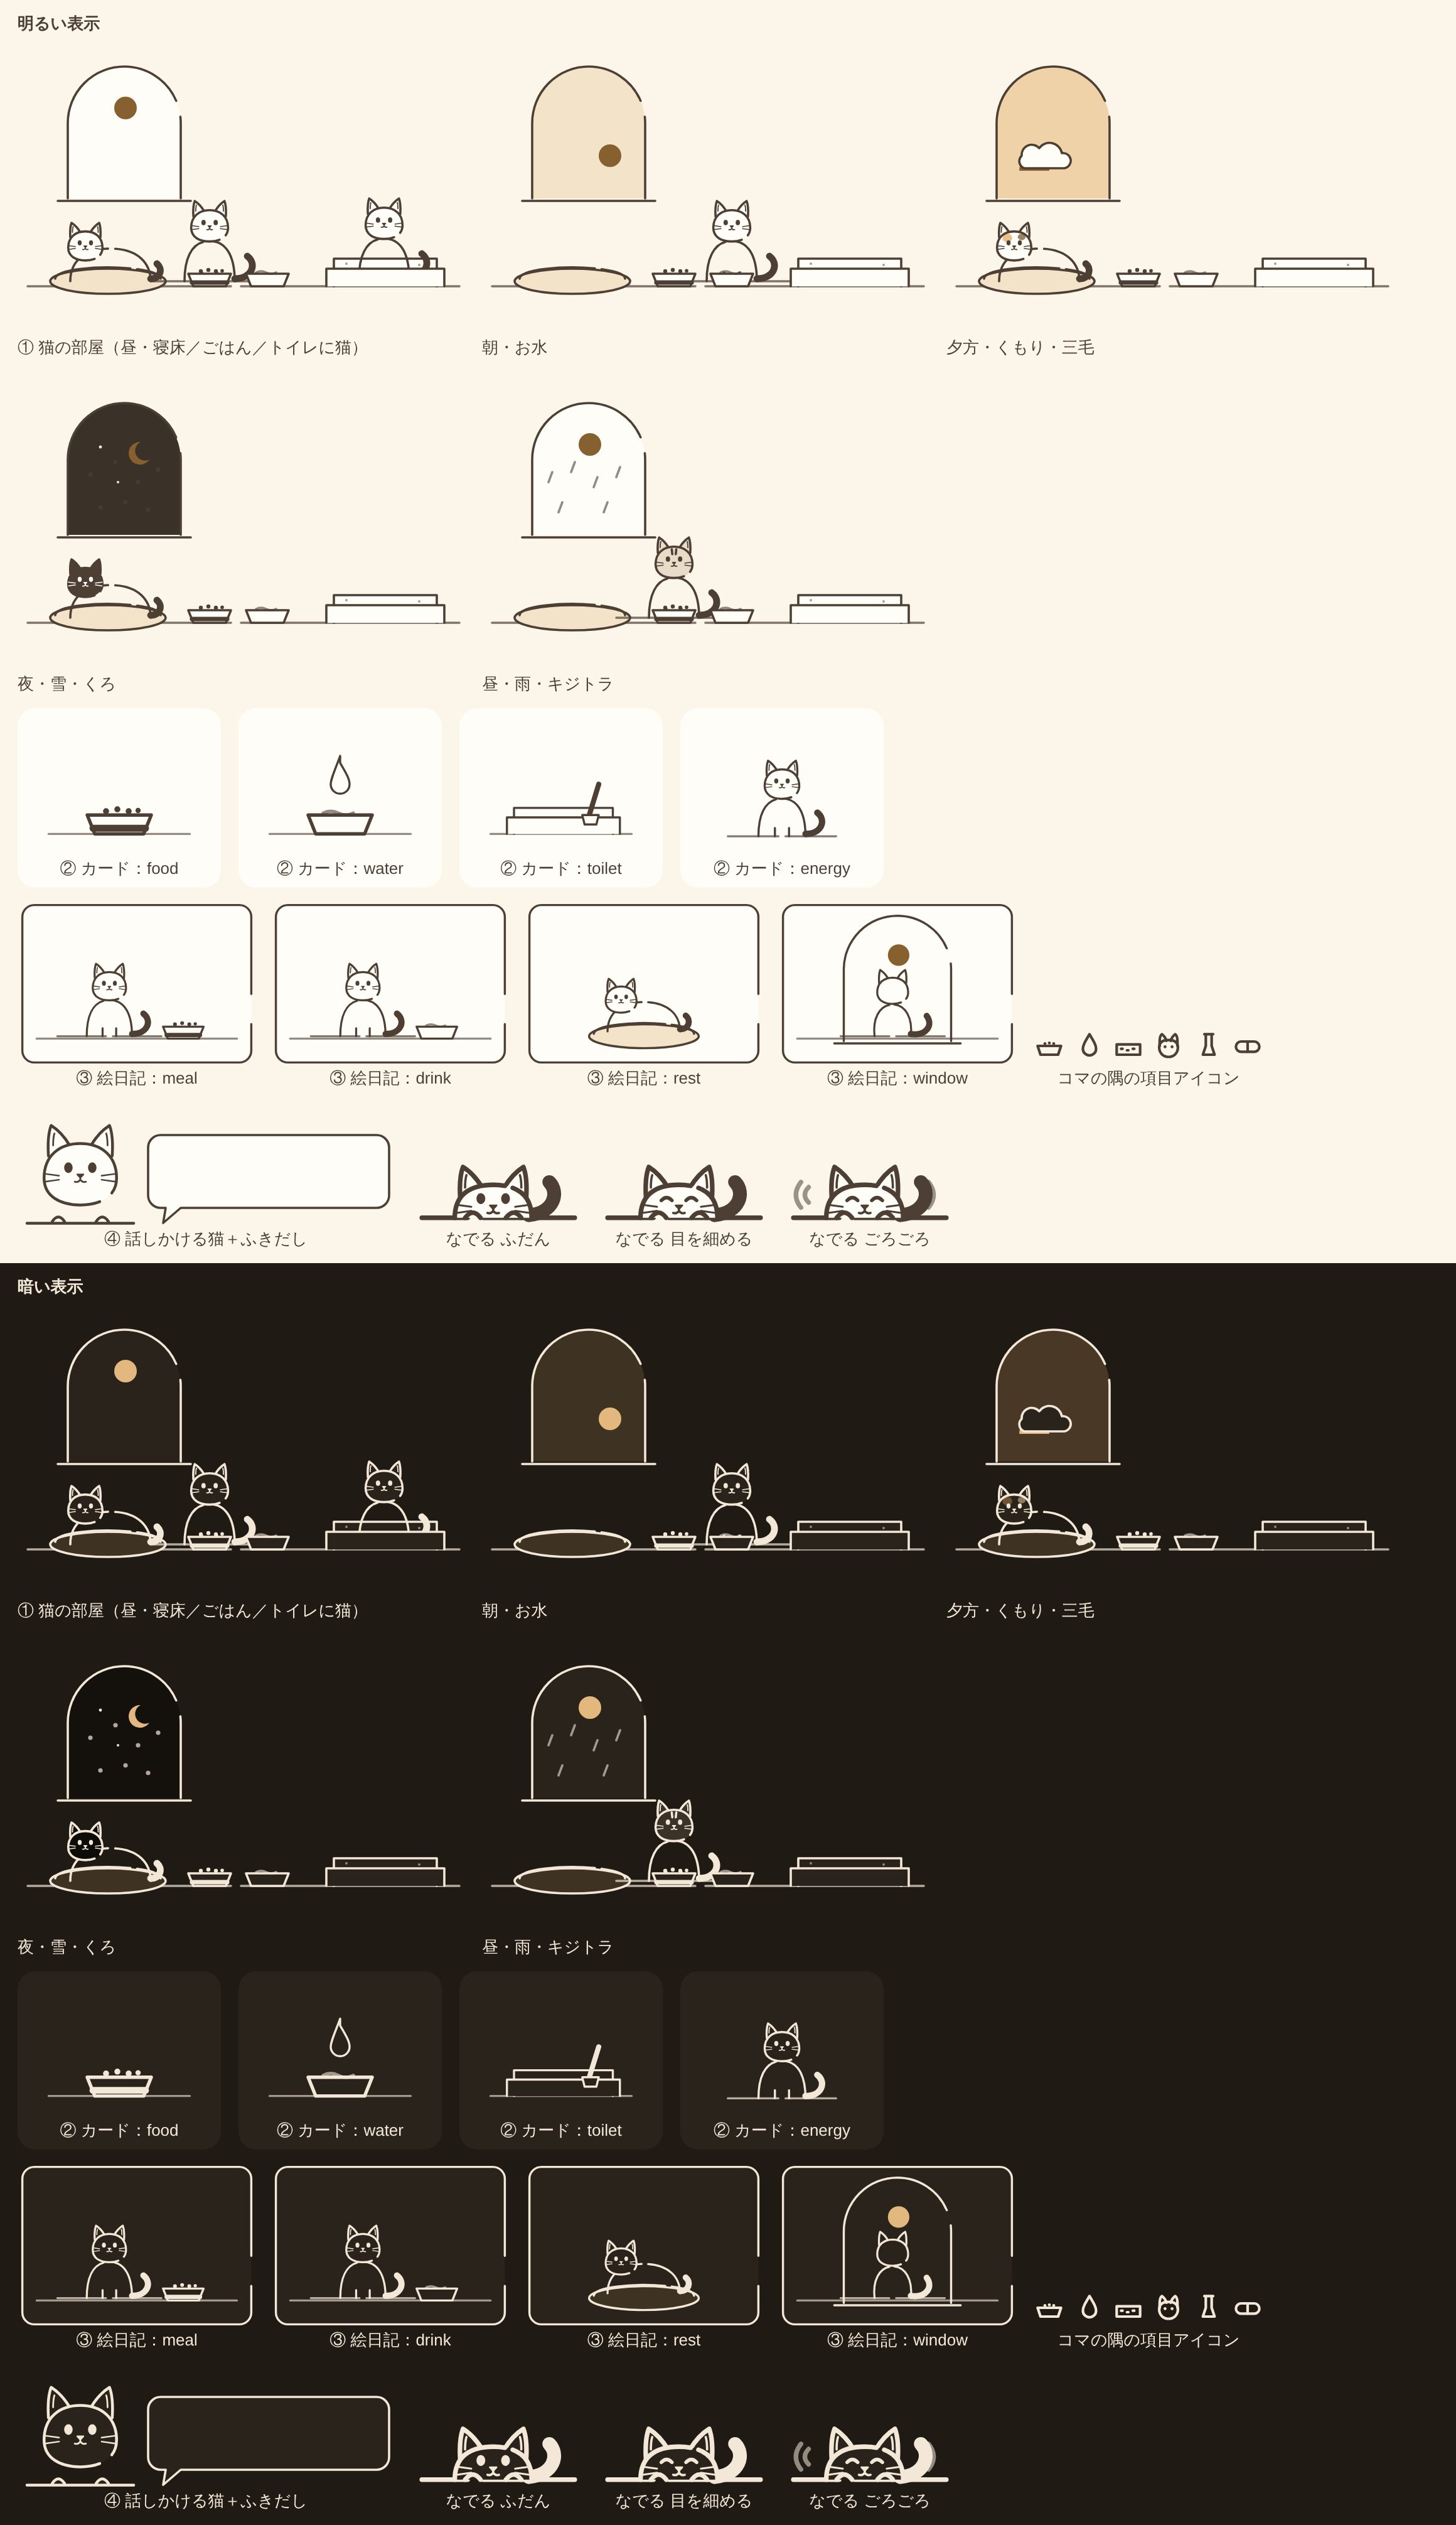 明るい表示
① 猫の部屋（昼・寝床／ごはん／トイレに猫）
朝・お水
夕方・くもり・三毛
夜・雪・くろ
昼・雨・キジトラ
② カード：food
② カード：water
② カード：toilet
② カード：energy
③ 絵日記：meal
③ 絵日記：drink
③ 絵日記：rest
③ 絵日記：window
コマの隅の項目アイコン
④ 話しかける猫＋ふきだし
なでる ふだん
なでる 目を細める
なでる ごろごろ
暗い表示
① 猫の部屋（昼・寝床／ごはん／トイレに猫）
朝・お水
夕方・くもり・三毛
夜・雪・くろ
昼・雨・キジトラ
② カード：food
② カード：water
② カード：toilet
② カード：energy
③ 絵日記：meal
③ 絵日記：drink
③ 絵日記：rest
③ 絵日記：window
コマの隅の項目アイコン
④ 話しかける猫＋ふきだし
なでる ふだん
なでる 目を細める
なでる ごろごろ